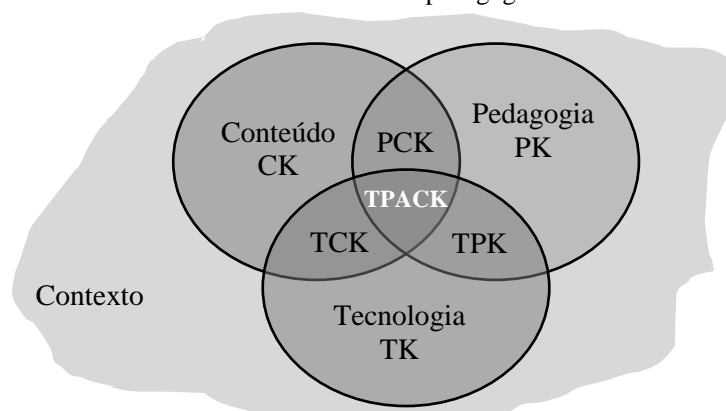 Pedagogia
PK
Conteúdo
CK
PCK
TPACK
TCK
TPK
Contexto
Tecnologia
TK